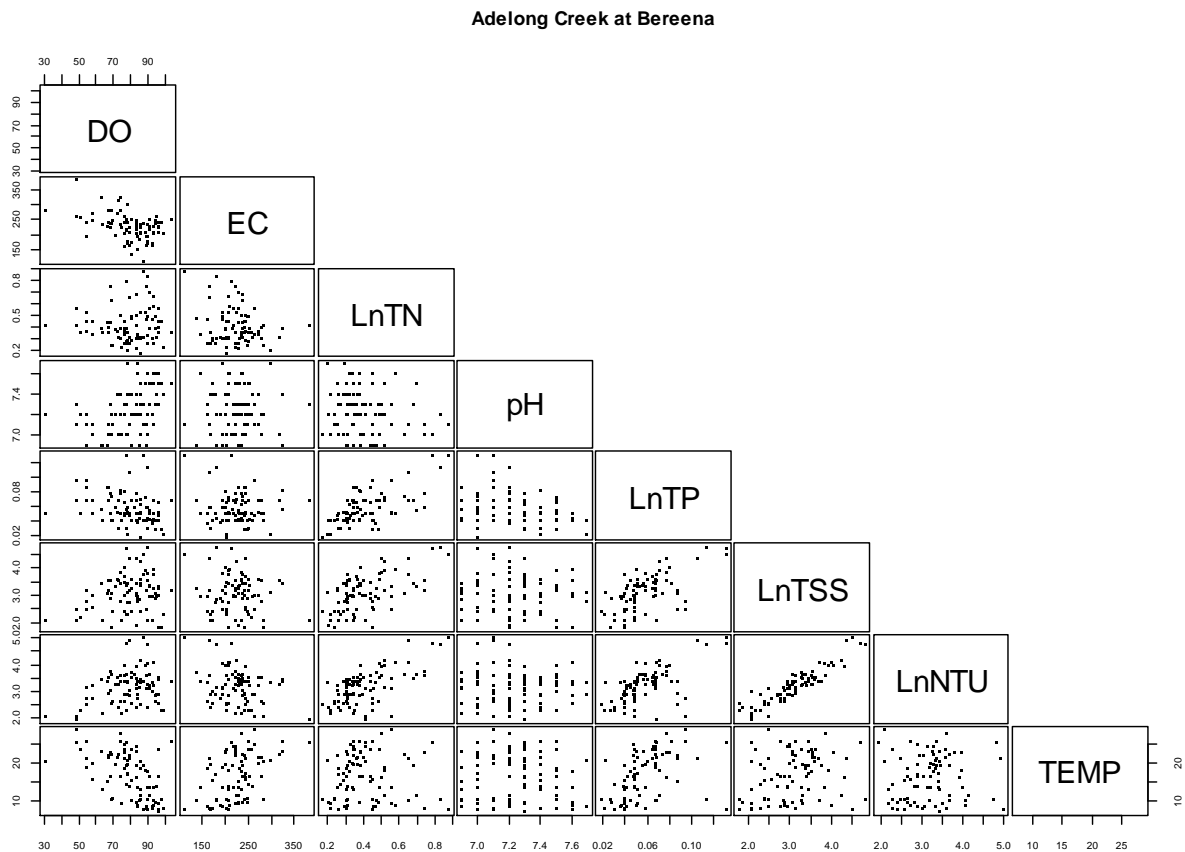 Adelong Creek at Bereena
30 50 70 90
DO
30 50 70 90
EC
150 250 350
LnTN
0.2 0.5 0.8
pH
7.0 7.4
LnTP
0.02 0.08
LnTSS
2.0 3.0 4.0
LnNTU
2.0 3.0 4.0 5.0
TEMP
10 20
10 20
30 50 70 90 150 250 350 0.2 0.4 0.6 0.8 7.0 7.2 7.4 7.6 0.02 0.06 0.10 2.0 3.0 4.0 2.0 3.0 4.0 5.0 10 15 20 25